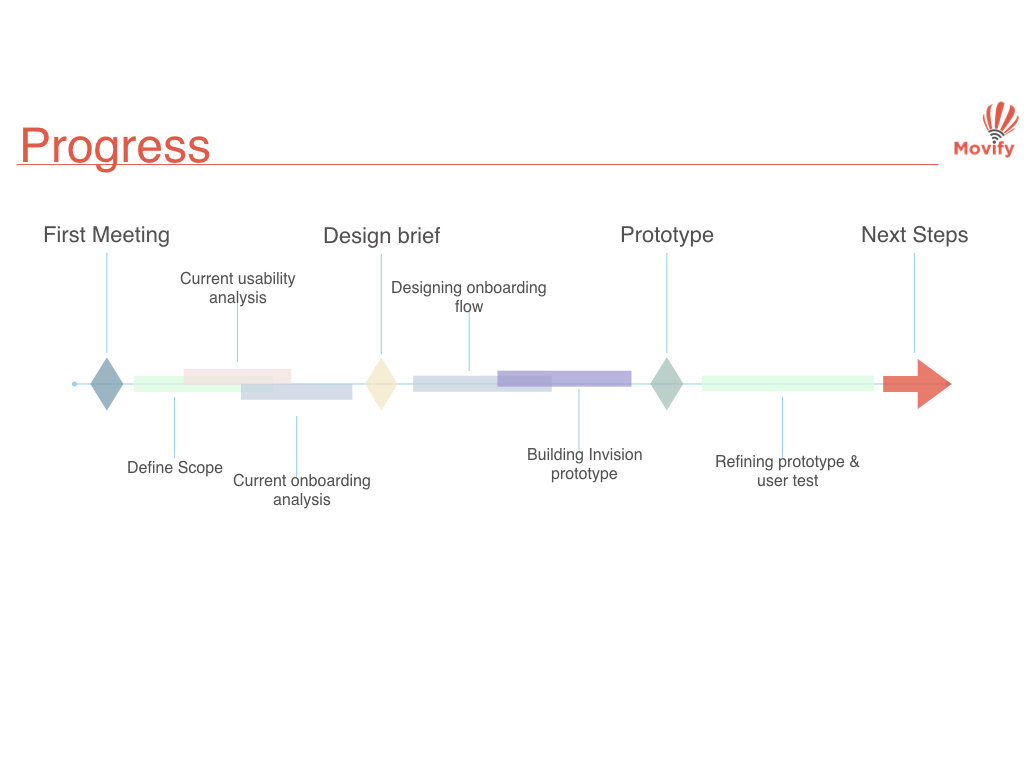 Progress
Movify
First Meeting
Design brief
Prototype
Next Steps
Current usability
analysis
Designing onboarding
flow
Define Scope
Current onboarding
analysis
Building Invision
prototype
Refining prototype &
user test